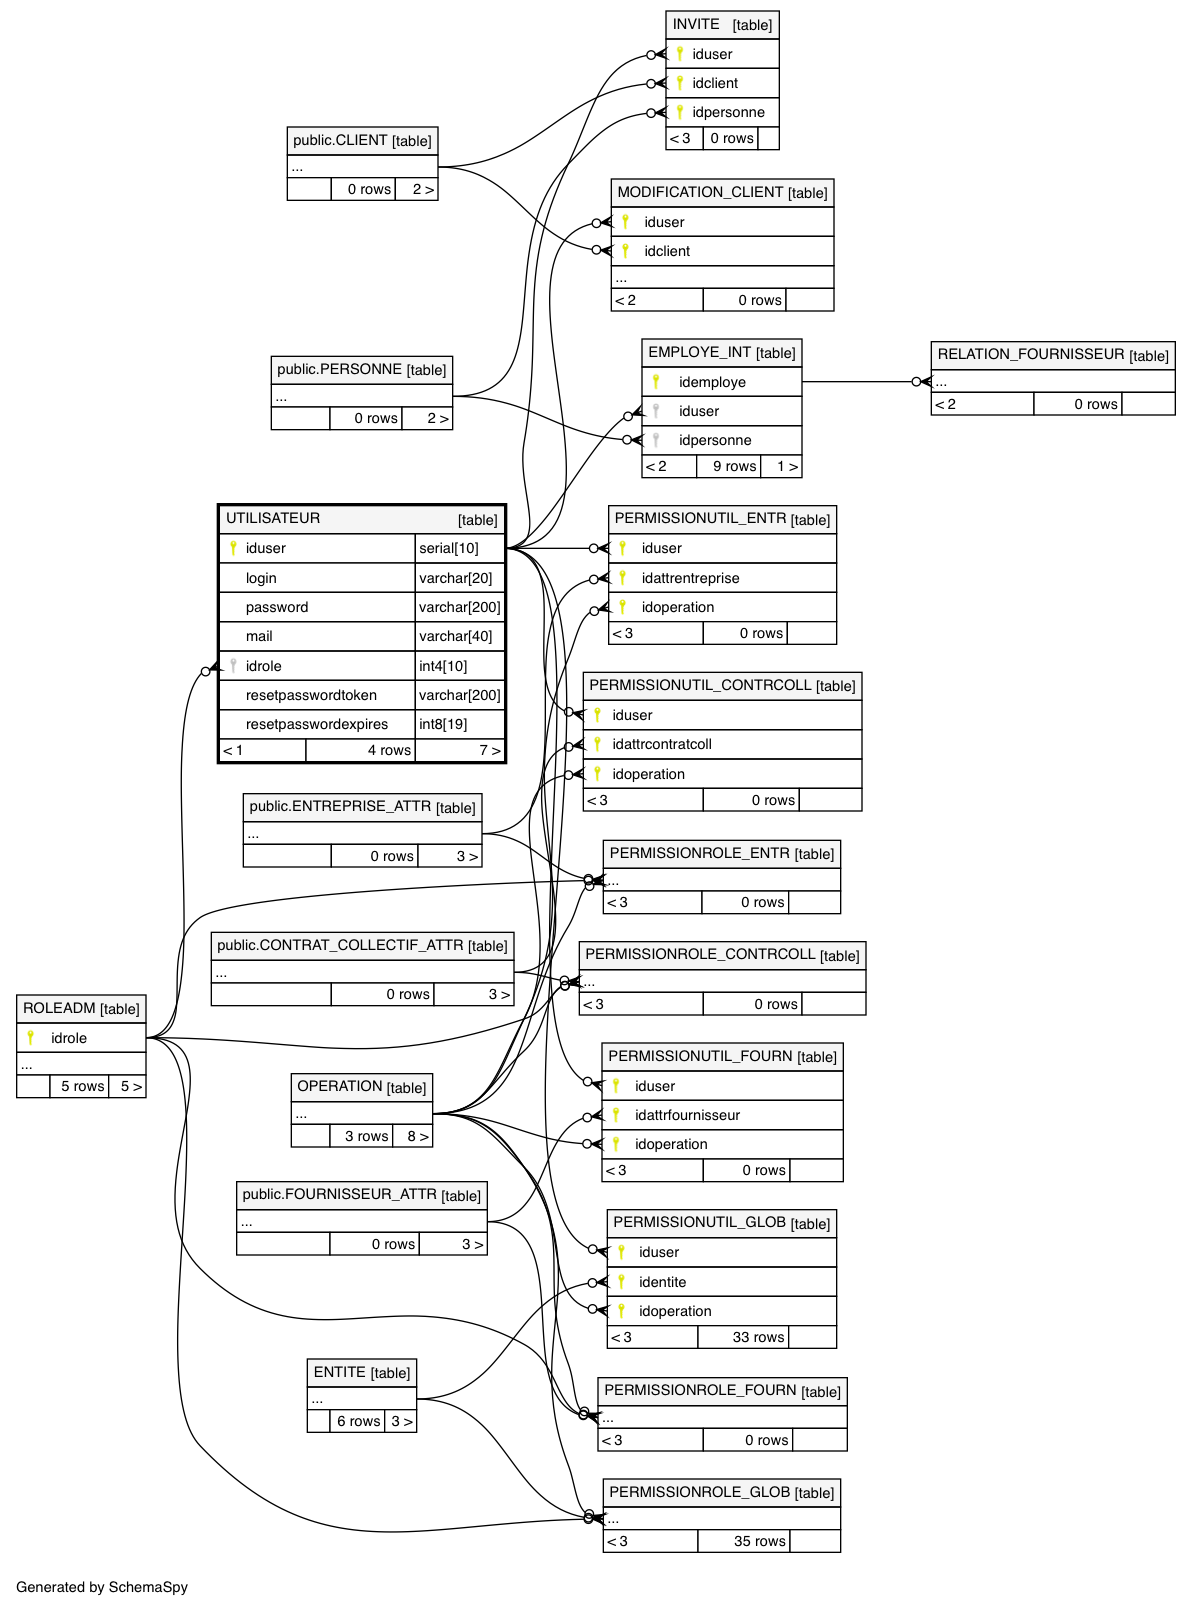 INVITE [table]
iduser
idclient
idpersonne
< 3 0 rows
public.CLIENT [table]
...
0 rows 2 >
MODIFICATION_CLIENT [table]
iduser
idclient
...
< 2 0 rows
EMPLOYE_INT [table]
idemploye
iduser
idpersonne
< 2 9 rows 1 >
RELATION_FOURNISSEUR [table]
...
< 2 0 rows
public.PERSONNE [table]
...
0 rows 2 >
UTILISATEUR [table]
iduser serial[10]
login varchar[20]
password varchar[200]
mail varchar[40]
idrole int4[10]
resetpasswordtoken varchar[200]
resetpasswordexpires int8[19]
< 1 4 rows 7 >
PERMISSIONUTIL_ENTR [table]
iduser
idattrentreprise
idoperation
< 3 0 rows
PERMISSIONUTIL_CONTRCOLL [table]
iduser
idattrcontratcoll
idoperation
< 3 0 rows
public.ENTREPRISE_ATTR [table]
...
0 rows 3 >
PERMISSIONROLE_ENTR [table]
...
< 3 0 rows
public.CONTRAT_COLLECTIF_ATTR [table]
...
0 rows 3 >
PERMISSIONROLE_CONTRCOLL [table]
...
< 3 0 rows
ROLEADM [table]
idrole
...
5 rows 5 >
OPERATION [table]
...
3 rows 8 >
PERMISSIONUTIL_FOURN [table]
iduser
idattrfournisseur
idoperation
< 3 0 rows
public.FOURNISSEUR_ATTR [table]
...
0 rows 3 >
PERMISSIONUTIL_GLOB [table]
iduser
identite
idoperation
< 3 33 rows
ENTITE [table]
...
6 rows 3 >
PERMISSIONROLE_FOURN [table]
...
< 3 0 rows
PERMISSIONROLE_GLOB [table]
...
< 3 35 rows
Generated by SchemaSpy